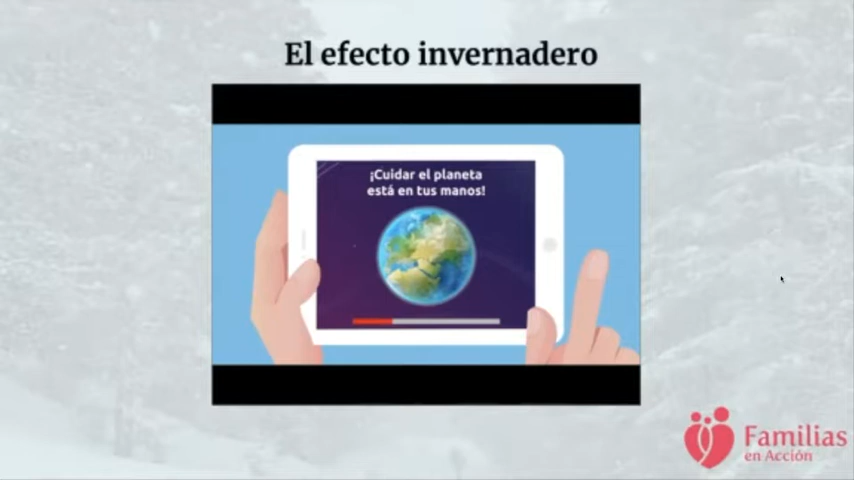 El efecto invernadero
¡Cuidar el planeta
está en tus manos!
Familias
en Acción